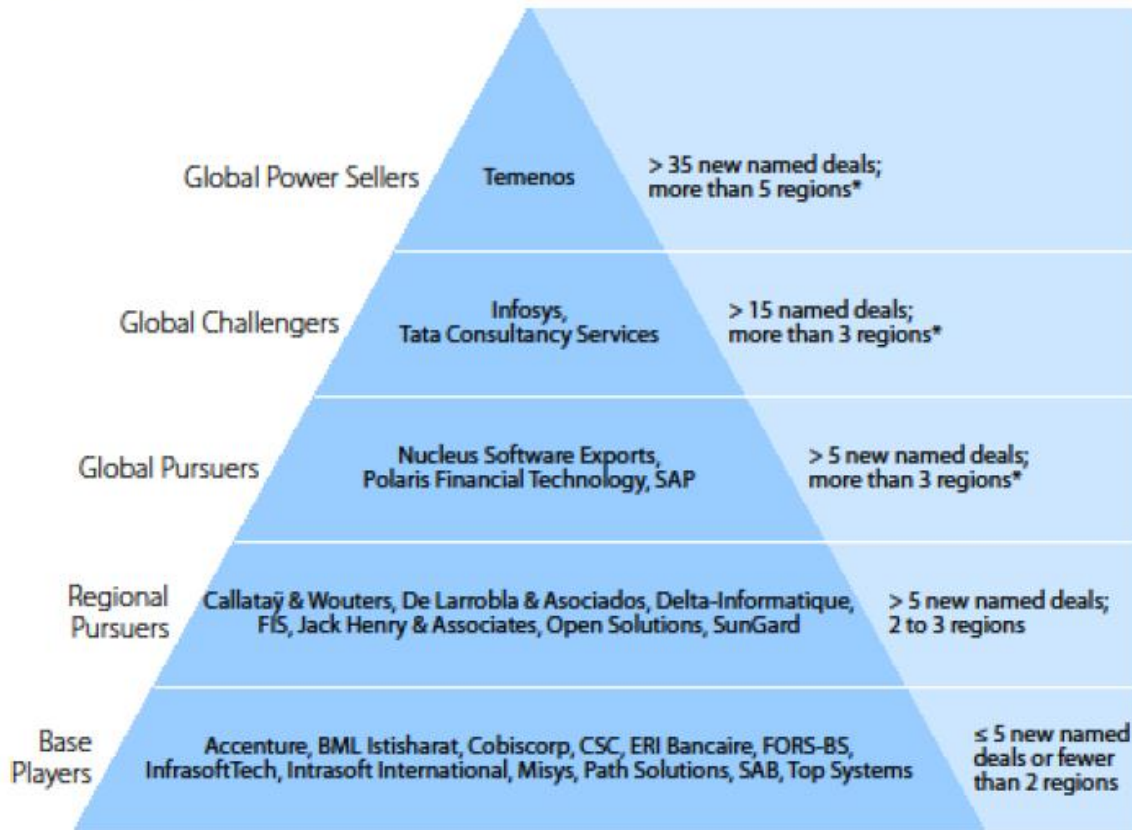 Global Power Sellers
Temenos
> 35 new named deals;
more than 5 regions*
Global Challengers
Infosys,
Tata Consultancy Services
> 15 named deals;
more than 3 regions*
Global Pursuers
Nucleus Software Exports,
Polaris Financial Technology, SAP
> 5 new named deals;
more than 3 regions*
Regional
Pursuers
Callataÿ & Wouters, De Larrobla & Asociados, Delta-Informatique,
FIS, Jack Henry & Associates, Open Solutions, SunGard
> 5 new named deals;
2 to 3 regions
Base
Players
Accenture, BML Istisharat, Cobiscorp, CSC, ERI Bancaire, FORS-BS,
InfrasoftTech, Intrasoft International, Misys, Path Solutions, SAB, Top Systems
≤ 5 new named
deals or fewer
than 2 regions